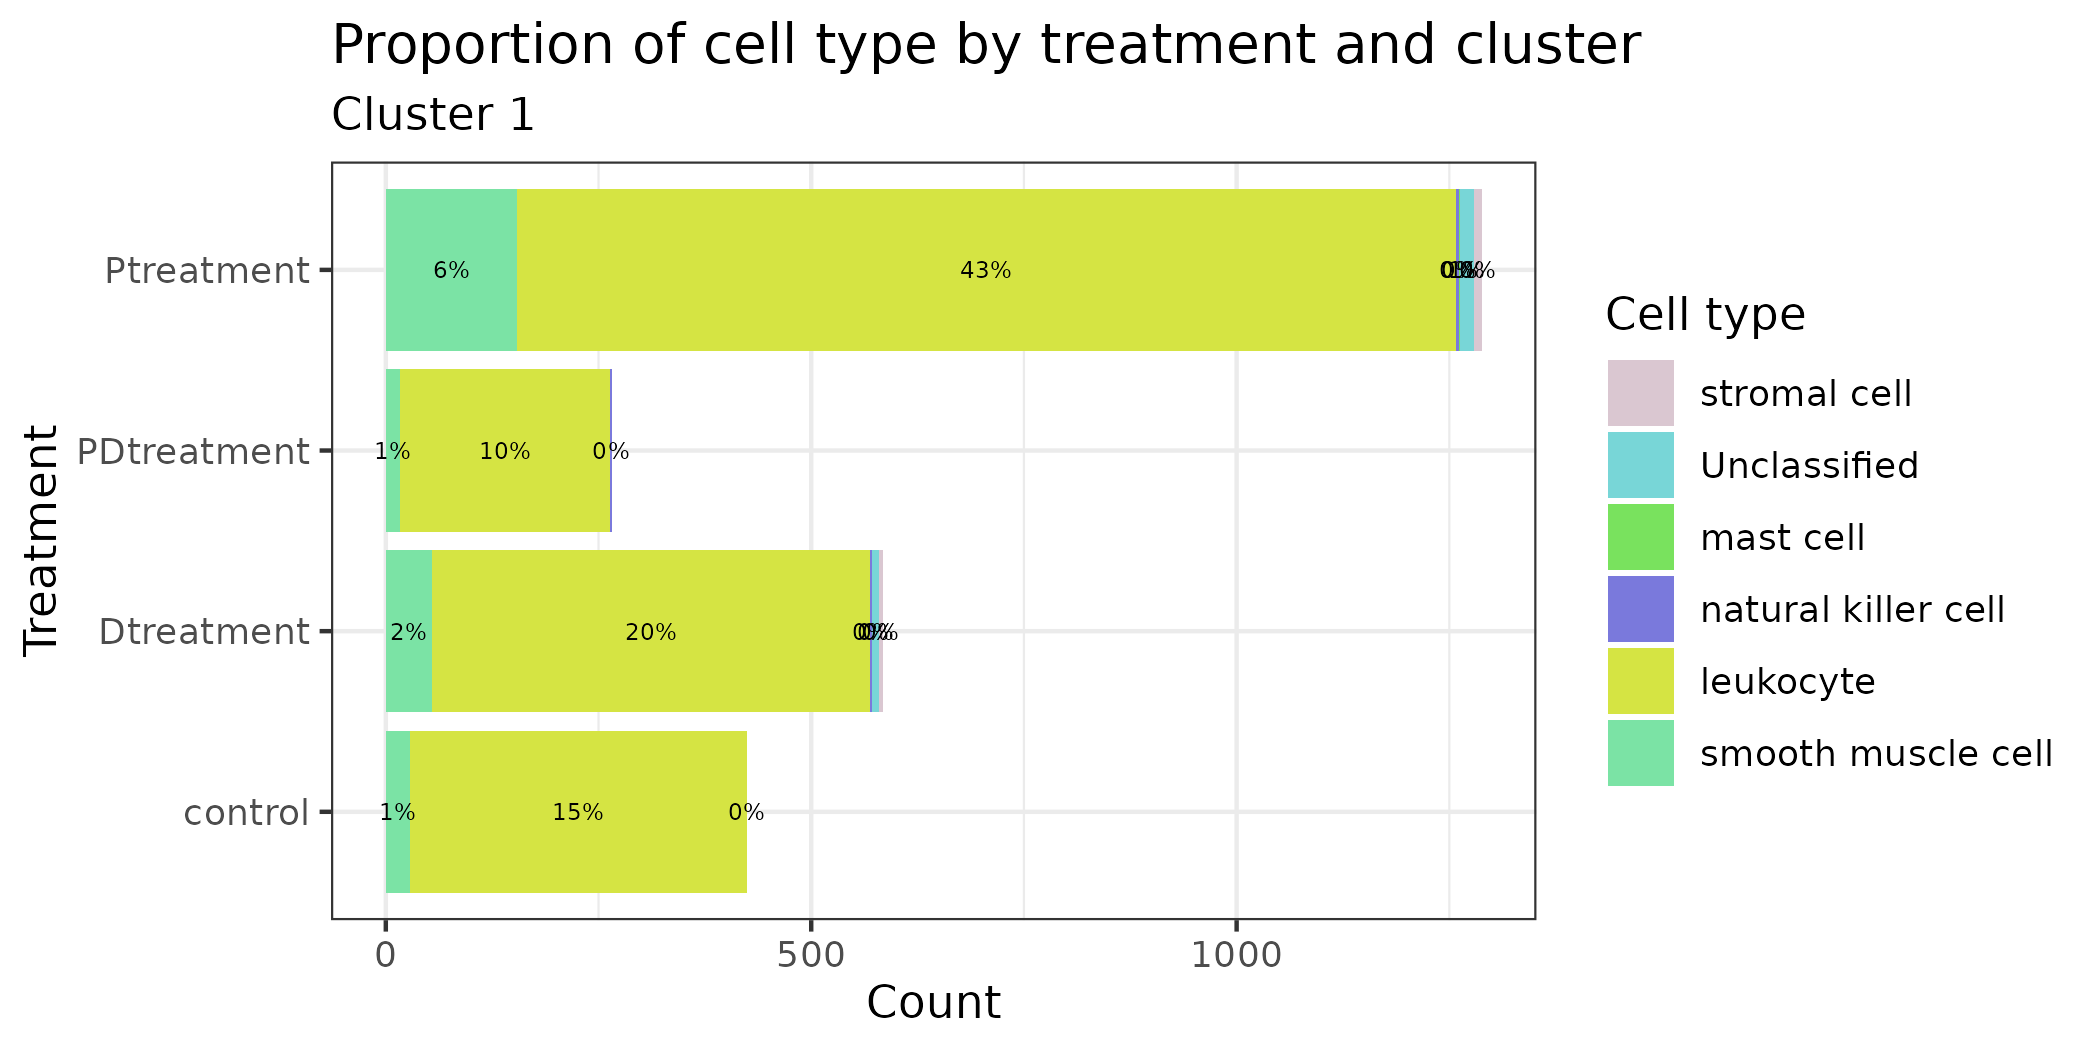 Proportion of cell type by treatment and cluster
Cluster 1
Ptreatment
6%
43%
PDtreatment
1%
10%
0%
Dtreatment
2%
20%
control
1%
15%
0%
0
500
1000
Count
Treatment
Cell type
stromal cell
Unclassified
mast cell
natural killer cell
leukocyte
smooth muscle cell